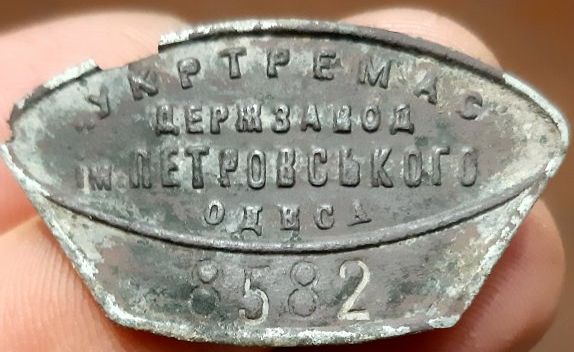 УКРТРЕМАС
ДЕРЖЗАВОД
ім. ПЕТРОВСЬКОГО
ОДЕСА
8582